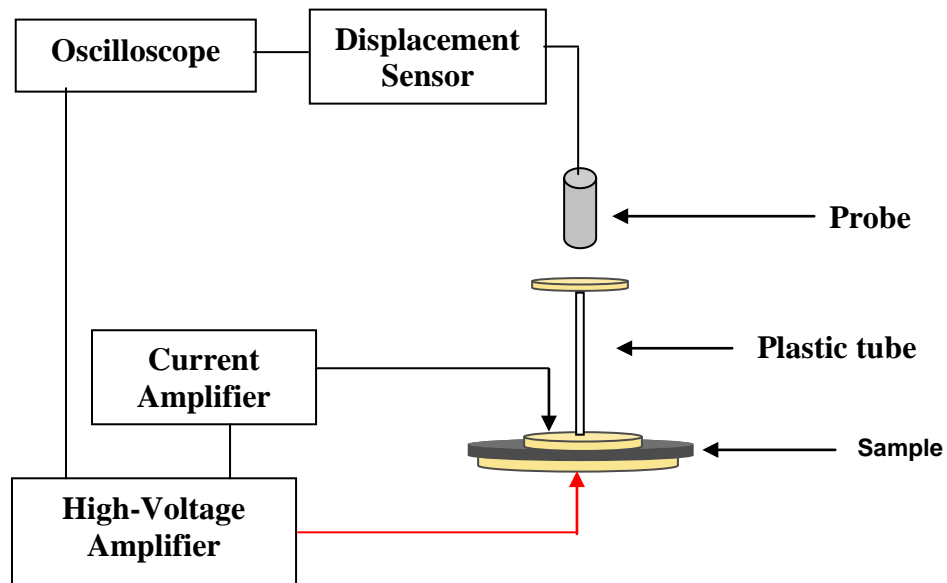 Oscilloscope
Displacement
Sensor
Probe
Plastic tube
Current
Amplifier
Sample
High-Voltage
Amplifier